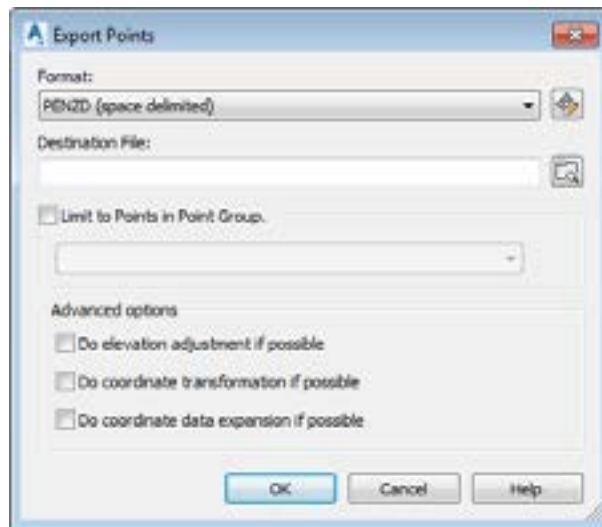 Export Points
Format:
PENZD (space delimited)
Destination File:
Limit to Points in Point Group.
Advanced options
Do elevation adjustment if possible
Do coordinate transformation if possible
Do coordinate data expansion if possible
OK Cancel Help